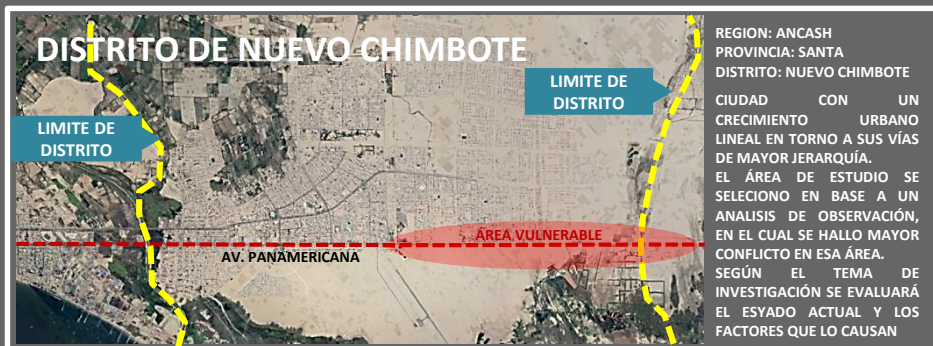 DISTRITO DE NUEVO CHIMBOTE
LIMITE DE
DISTRITO
LIMITE DE
DISTRITO
ÁREA VULNERABLE
AV. PANAMERICANA
REGION: ANCASH
PROVINCIA: SANTA
DISTRITO: NUEVO CHIMBOTE
CIUDAD CON UN
CRECIMIENTO URBANO
LINEAL EN TORNO A SUS VÍAS
DE MAYOR JERARQUÍA.
EL ÁREA DE ESTUDIO SE
SELECIONO EN BASE A UN
ANALISIS DE OBSERVACIÓN,
EN EL CUAL SE HALLO MAYOR
CONFLICTO EN ESA ÁREA.
SEGÚN EL TEMA DE
INVESTIGACIÓN SE EVALUARÁ
EL ESYADO ACTUAL Y LOS
FACTORES QUE LO CAUSAN